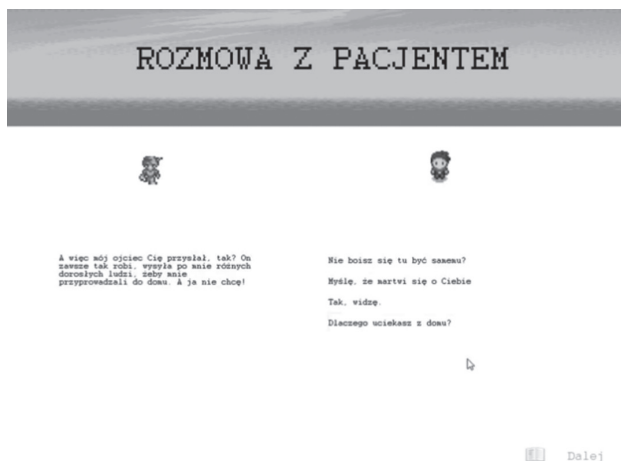 ROZMOWA Z PACJENTEM
A więc mój ojciec Cię przysłał, tak? On
zawsze tak robi, wysyła po mnie różnych
dorosłych ludzi, żeby mnie
przyprowadzali do domu. A ja nie chcę!
Nie boisz się tu być samemu?
Myślę, że martwi się o Ciebie
Tak, widzę.
Dlaczego uciekasz z domu?
Dalej